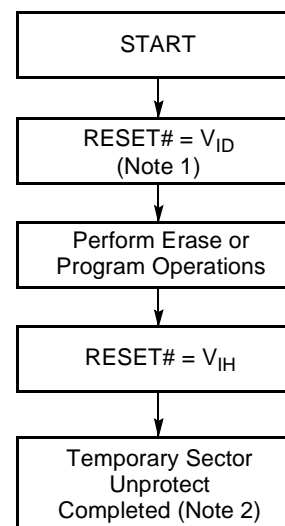 START
RESET# = VID
(Note 1)
Perform Erase or
Program Operations
RESET# = VIH
Temporary Sector
Unprotect
Completed (Note 2)